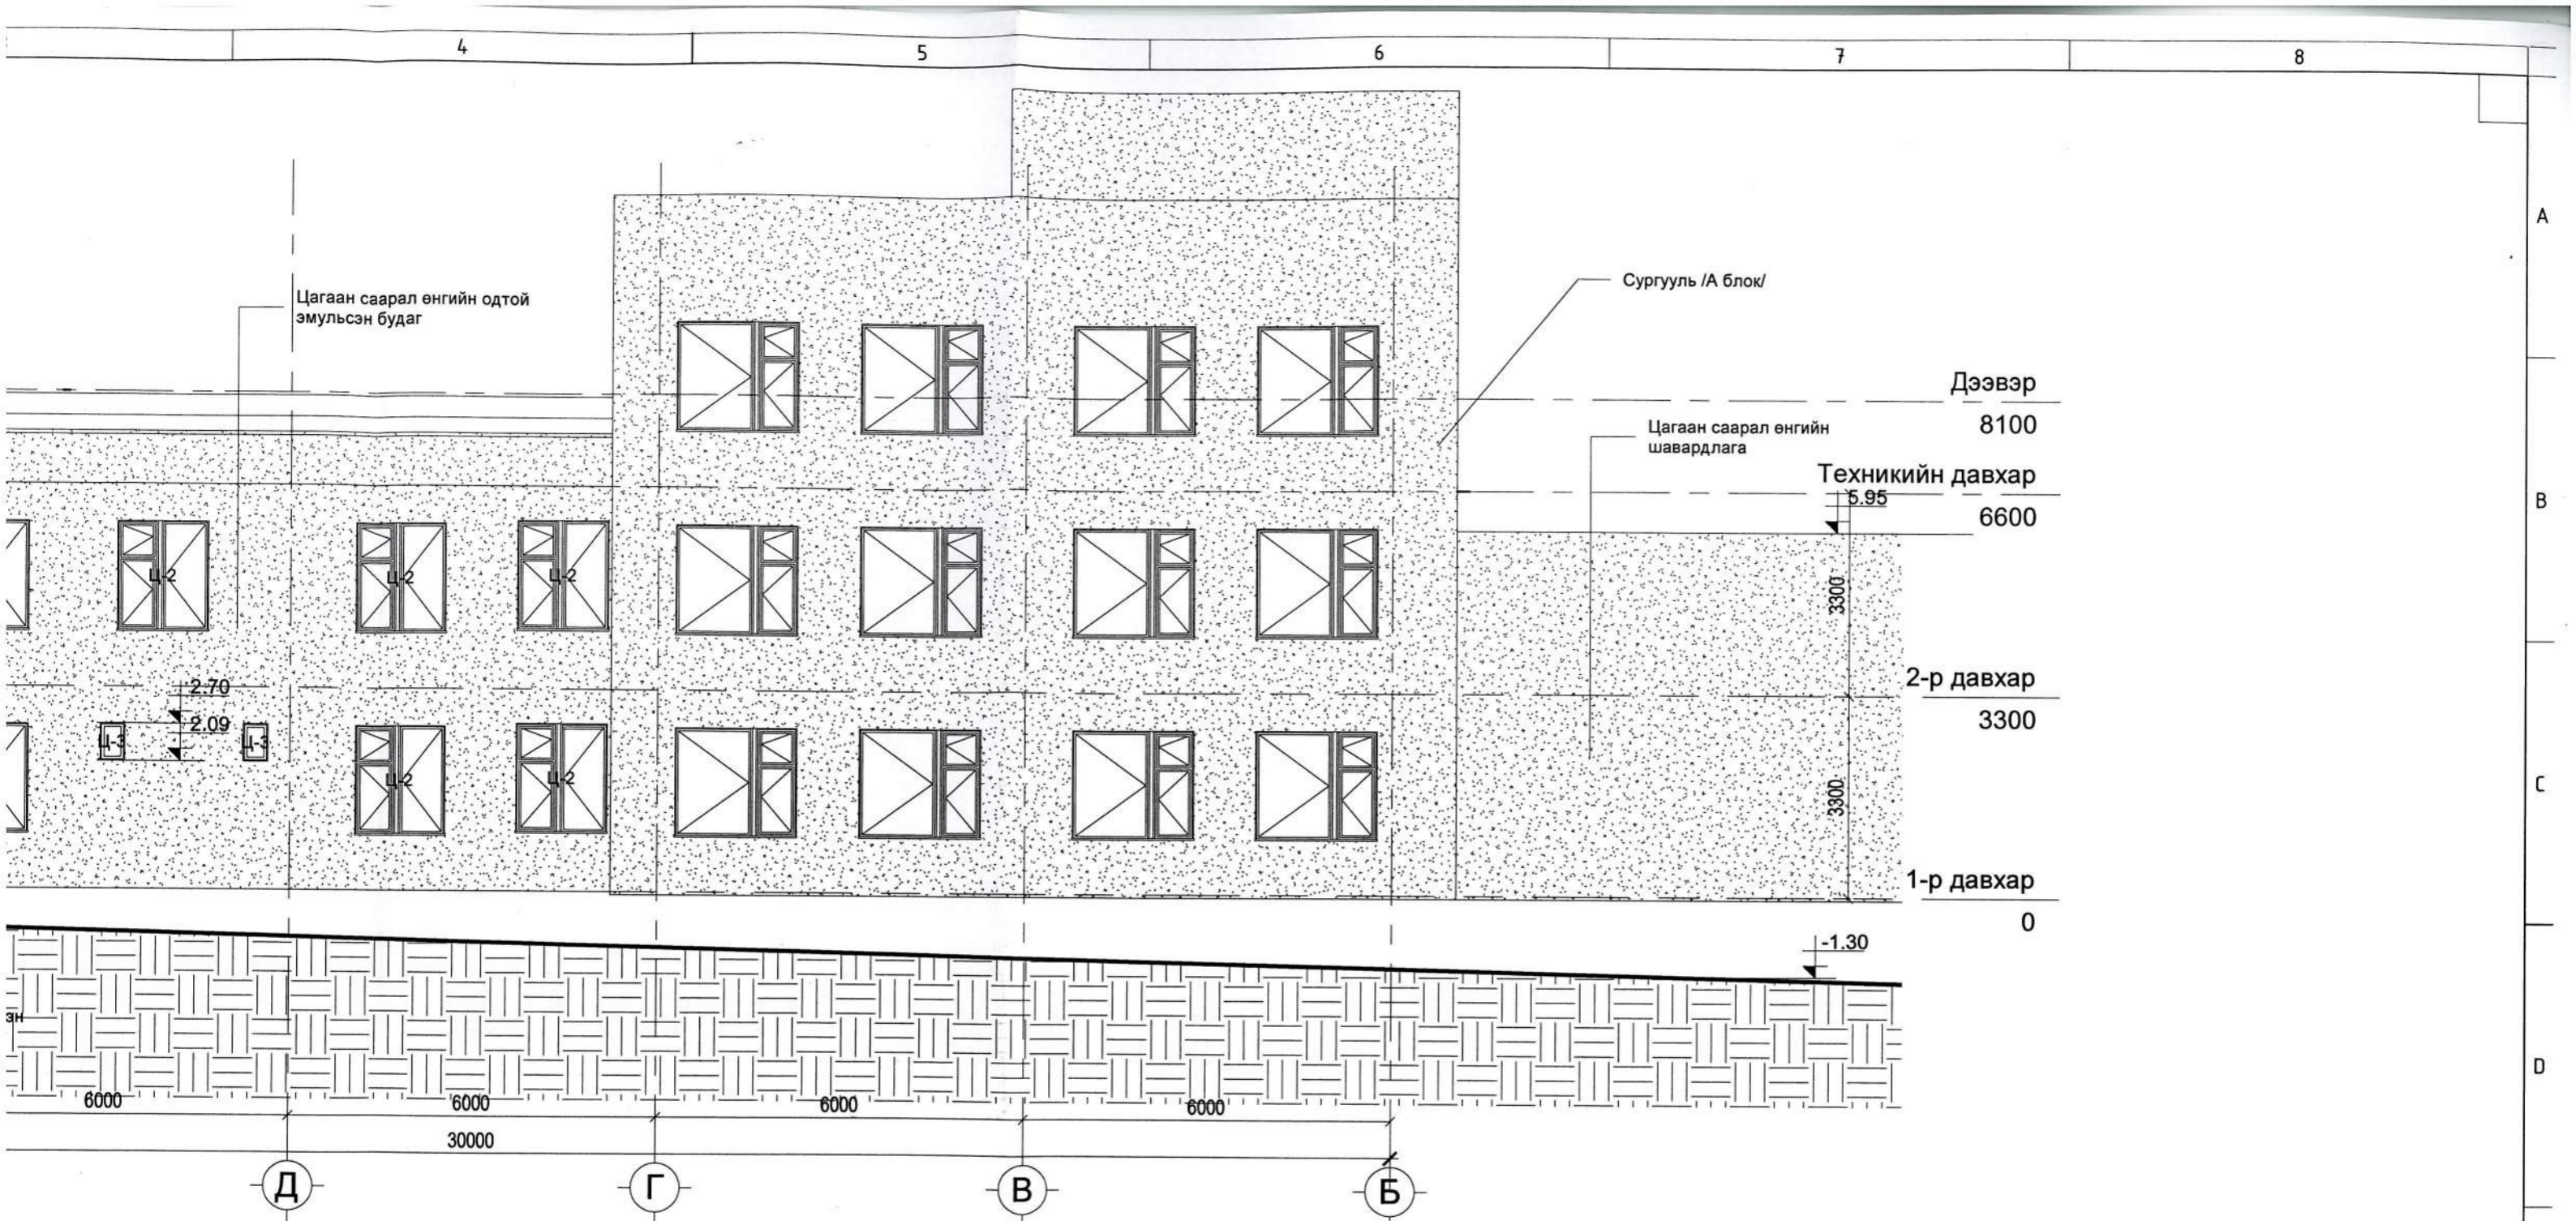 4
5
6
7
8
A
Цагаан саарал өнгийн одтой
эмульсэн будаг
Сургууль /А блок/
Дээвэр
8100
Цагаан саарал өнгийн
шавардлага
Техникийн давхар
5.95
6600
B
Ц-2
Ц-2
Ц-2
3300
2-р давхар
3300
2.70
2.09
Ц-3
Ц-3
Ц-2
Ц-2
3300
C
1-р давхар
0
-1.30
эн
D
6000
6000
6000
6000
30000
Д
Г
В
Б